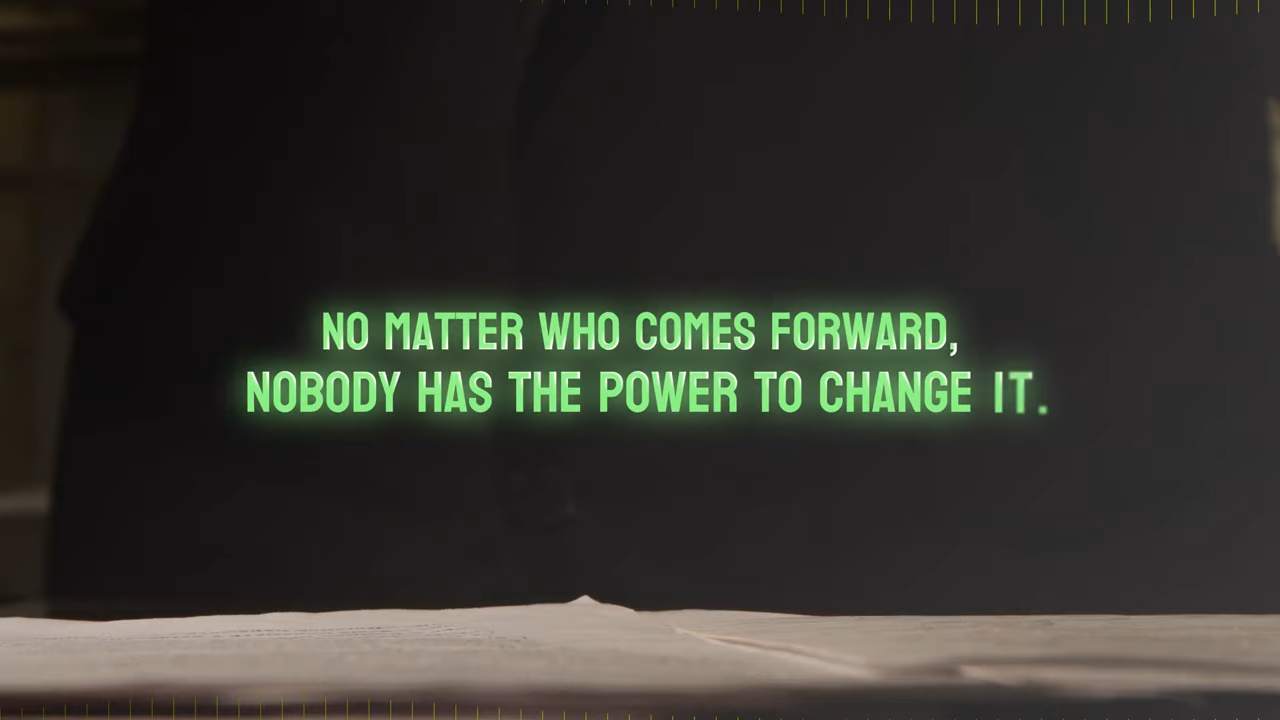 NO MATTER WHO COMES FORWARD,
NOBODY HAS THE POWER TO CHANGE IT.